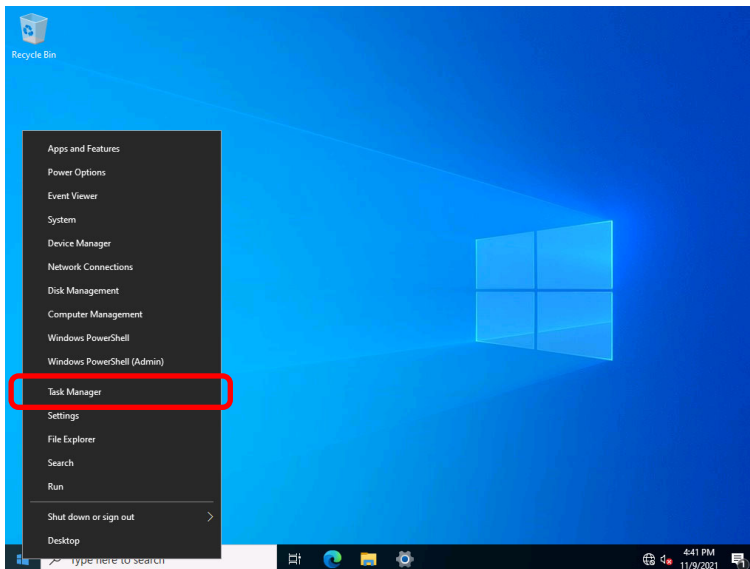 Recycle Bin
Apps and Features
Power Options
Event Viewer
System
Device Manager
Network Connections
Disk Management
Computer Management
Windows PowerShell
Windows PowerShell (Admin)
Task Manager
Settings
File Explorer
Search
Run
Shut down or sign out
Desktop
Type here to search
4:41 PM
11/9/2021